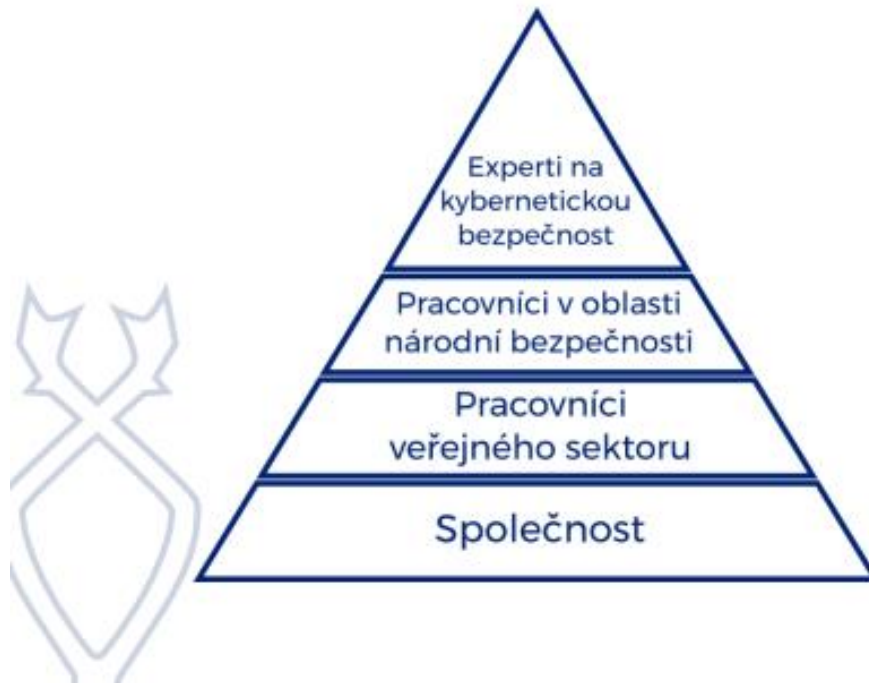 Experti na
kybernetickou
bezpečnost
Pracovníci v oblasti
národní bezpečnosti
Pracovníci
veřejného sektoru
Společnost